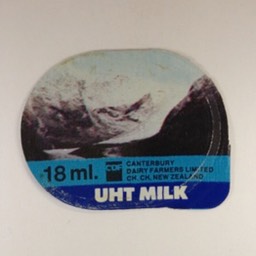 18 ml.
CANTERBURY
DAIRY FARMERS LIMITED
CH.CH, NEW ZEALAND
UHT MILK